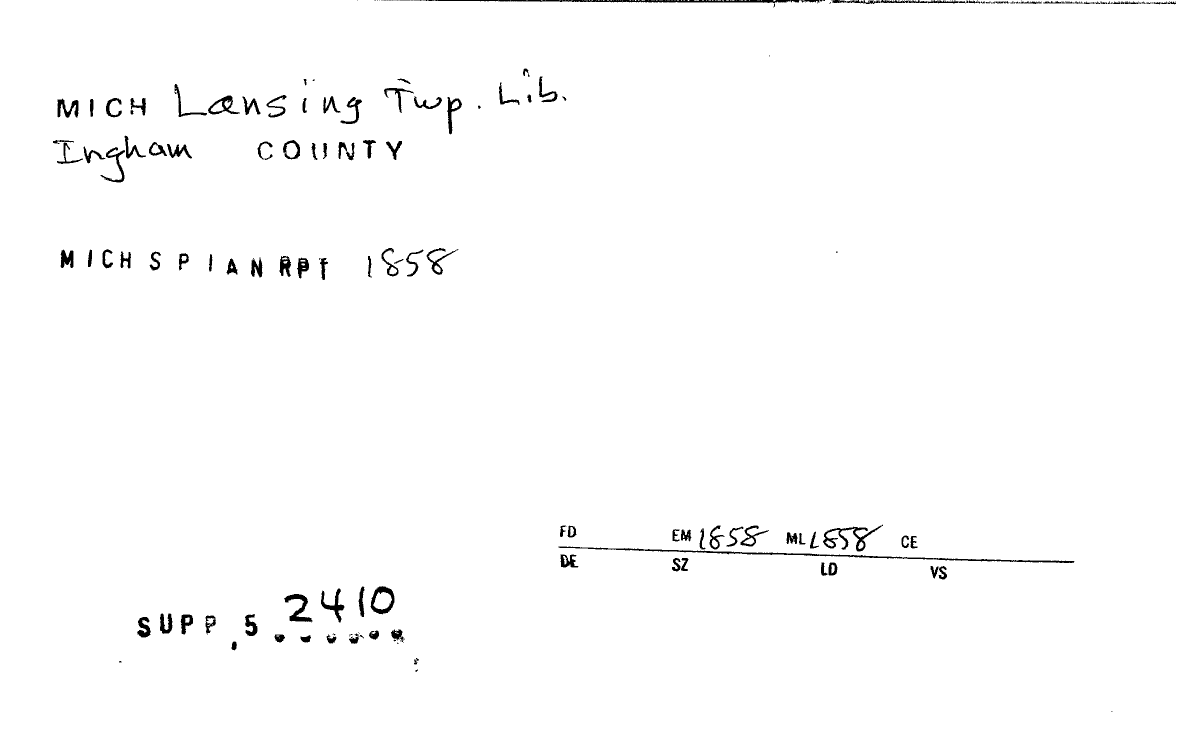 MICH Lansing Twp. Lib.
Ingham COUNTY
MICH S P I AN RPT 1858
FD EM 1858 ML 1858 CE
DE SZ LD VS
SUPP,5 2410